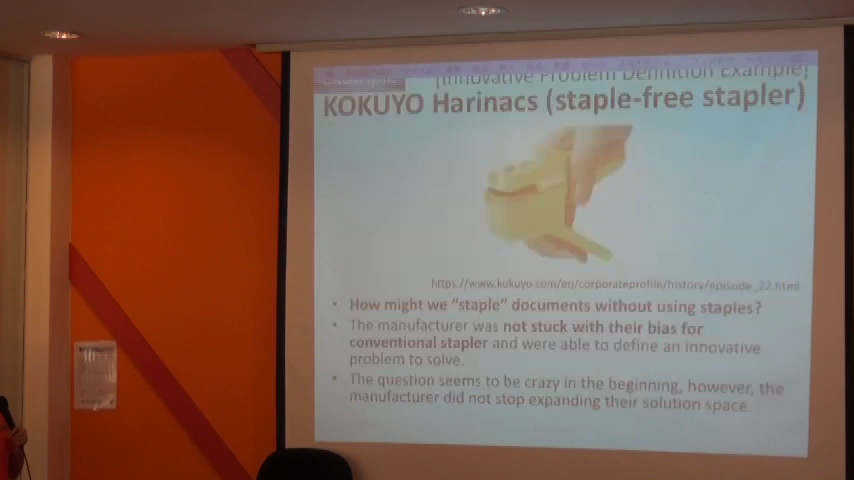 [Innovative Problem Definition Example]
KOKUYO Harinacs (staple-free stapler)
https://www.kokuyo.com/en/corporateprofile/history/episode_22.html
• How might we “staple” documents without using staples?
• The manufacturer was not stuck with their bias for
conventional stapler and were able to define an innovative
problem to solve.
• The question seems to be crazy in the beginning, however, the
manufacturer did not stop expanding their solution space.